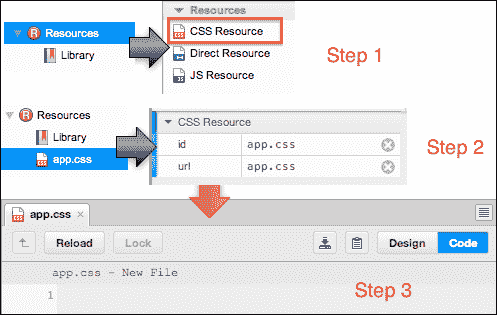 Resources
Library
Resources
CSS Resource
Direct Resource
JS Resource
Step 1
Resources
Library
app.css
CSS Resource
id app.css
url app.css
Step 2
app.css ×
Reload Lock Design Code
app.css - New File
1
Step 3